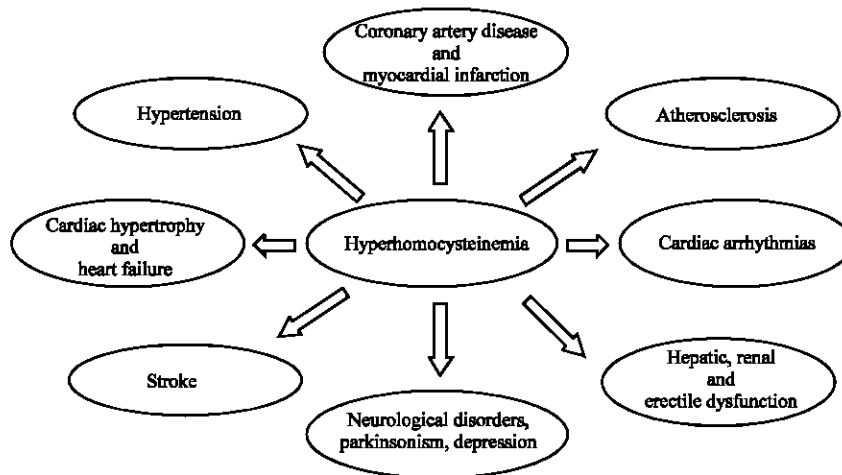 Coronary artery disease
and
myocardial infarction
Hypertension
Atherosclerosis
Cardiac hypertrophy
and
heart failure
Hyperhomocysteinemia
Cardiac arrhythmias
Stroke
Hepatic, renal
and
erectile dysfunction
Neurological disorders,
parkinsonism, depression